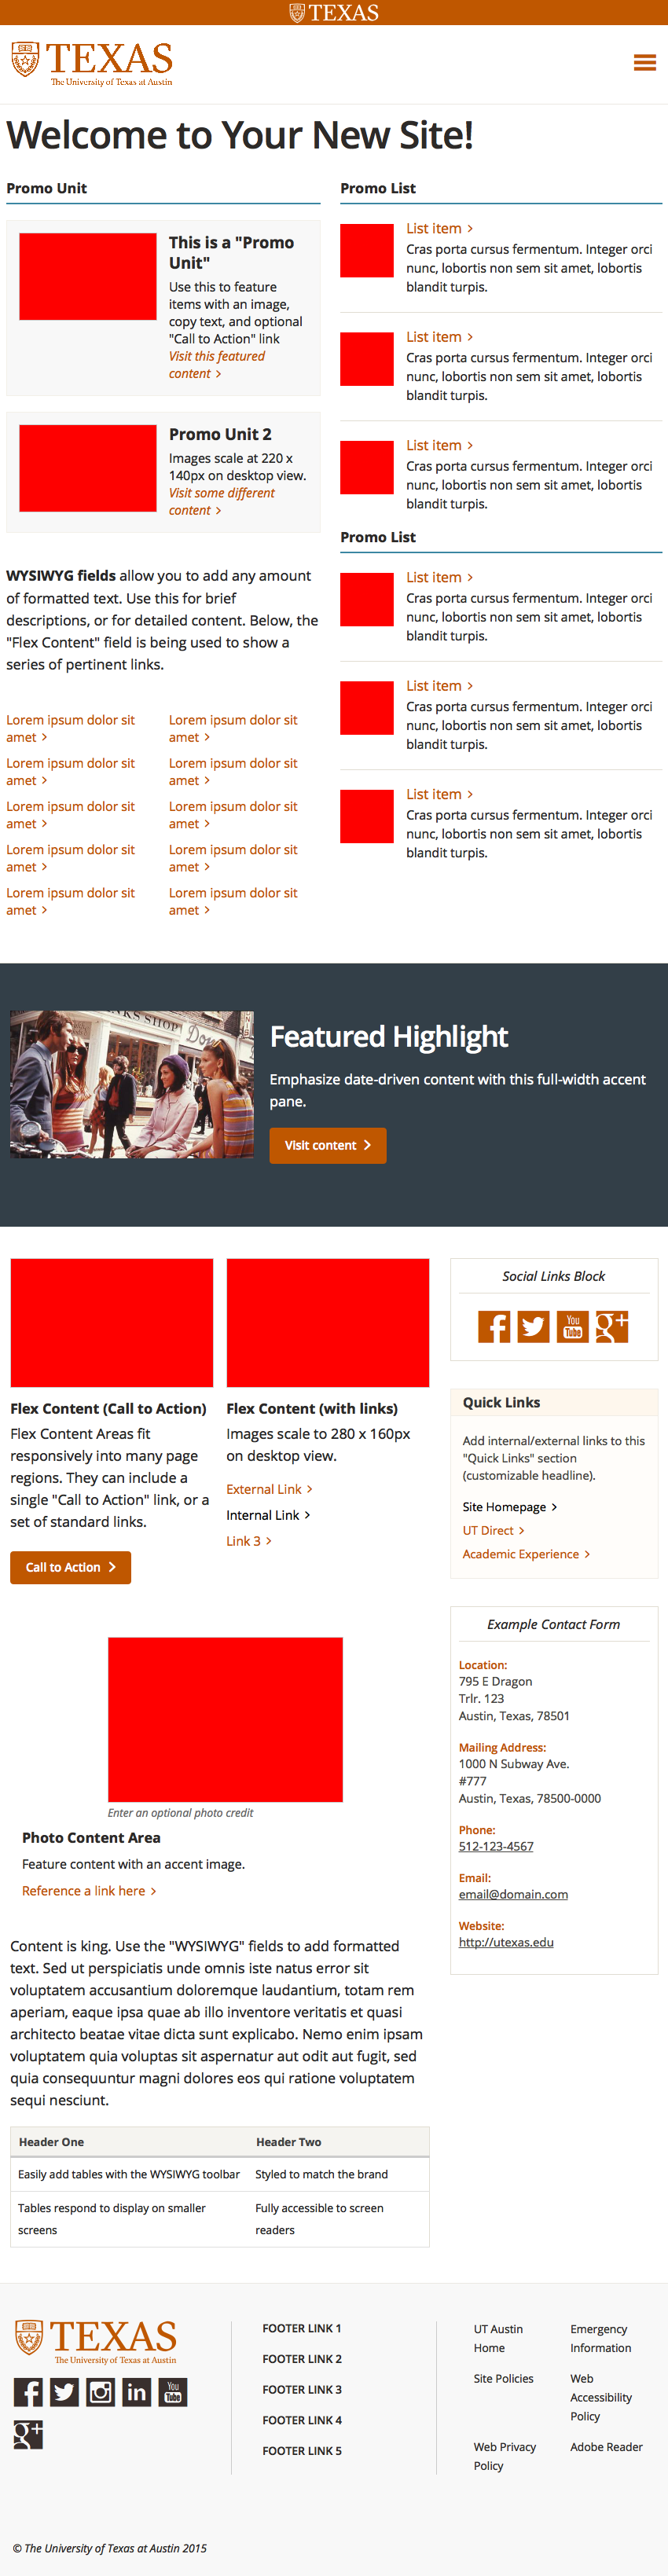 TEXAS
TEXAS
The University of Texas at Austin
Welcome to Your New Site!
Promo Unit
This is a "Promo
Unit"
Use this to feature
items with an image,
copy text, and optional
"Call to Action" link
Visit this featured
content
Promo Unit 2
Images scale at 220 x
140px on desktop view.
Visit some different
content
WYSIWYG fields allow you to add any amount
of formatted text. Use this for brief
descriptions, or for detailed content. Below, the
"Flex Content" field is being used to show a
series of pertinent links.
Lorem ipsum dolor sit
amet
Lorem ipsum dolor sit
amet
Lorem ipsum dolor sit
amet
Lorem ipsum dolor sit
amet
Lorem ipsum dolor sit
amet
Lorem ipsum dolor sit
amet
Lorem ipsum dolor sit
amet
Lorem ipsum dolor sit
amet
Lorem ipsum dolor sit
amet
Lorem ipsum dolor sit
amet
Promo List
List item
Cras porta cursus fermentum. Integer orci
nunc, lobortis non sem sit amet, lobortis
blandit turpis.
List item
Cras porta cursus fermentum. Integer orci
nunc, lobortis non sem sit amet, lobortis
blandit turpis.
List item
Cras porta cursus fermentum. Integer orci
nunc, lobortis non sem sit amet, lobortis
blandit turpis.
Promo List
List item
Cras porta cursus fermentum. Integer orci
nunc, lobortis non sem sit amet, lobortis
blandit turpis.
List item
Cras porta cursus fermentum. Integer orci
nunc, lobortis non sem sit amet, lobortis
blandit turpis.
List item
Cras porta cursus fermentum. Integer orci
nunc, lobortis non sem sit amet, lobortis
blandit turpis.
SHOP
Featured Highlight
Emphasize date-driven content with this full-width accent
pane.
Visit content
Flex Content (Call to Action)
Flex Content Areas fit
responsively into many page
regions. They can include a
single "Call to Action" link, or a
set of standard links.
Call to Action
Flex Content (with links)
Images scale to 280 x 160px
on desktop view.
External Link
Internal Link
Link 3
Enter an optional photo credit
Photo Content Area
Feature content with an accent image.
Reference a link here
Content is king. Use the "WYSIWYG" fields to add formatted
text. Sed ut perspiciatis unde omnis iste natus error sit
voluptatem accusantium doloremque laudantium, totam rem
aperiam, eaque ipsa quae ab illo inventore veritatis et quasi
architecto beatae vitae dicta sunt explicabo. Nemo enim ipsam
voluptatem quia voluptas sit aspernatur aut odit aut fugit, sed
quia consequuntur magni dolores eos qui ratione voluptatem
sequi nesciunt.
Header One Header Two
Easily add tables with the WYSIWYG toolbar Styled to match the brand
Tables respond to display on smaller
screens
Fully accessible to screen
readers
Social Links Block
You
Tube
Quick Links
Add internal/external links to this
"Quick Links" section
(customizable headline).
Site Homepage
UT Direct
Academic Experience
Example Contact Form
Location:
795 E Dragon
Trlr. 123
Austin, Texas, 78501
Mailing Address:
1000 N Subway Ave.
#777
Austin, Texas, 78500-0000
Phone:
512-123-4567
Email:
email@domain.com
Website:
http://utexas.edu
TEXAS
The University of Texas at Austin
You
Tube
FOOTER LINK 1
FOOTER LINK 2
FOOTER LINK 3
FOOTER LINK 4
FOOTER LINK 5
UT Austin
Home
Emergency
Information
Site Policies
Web
Accessibility
Policy
Web Privacy
Policy
Adobe Reader
© The University of Texas at Austin 2015